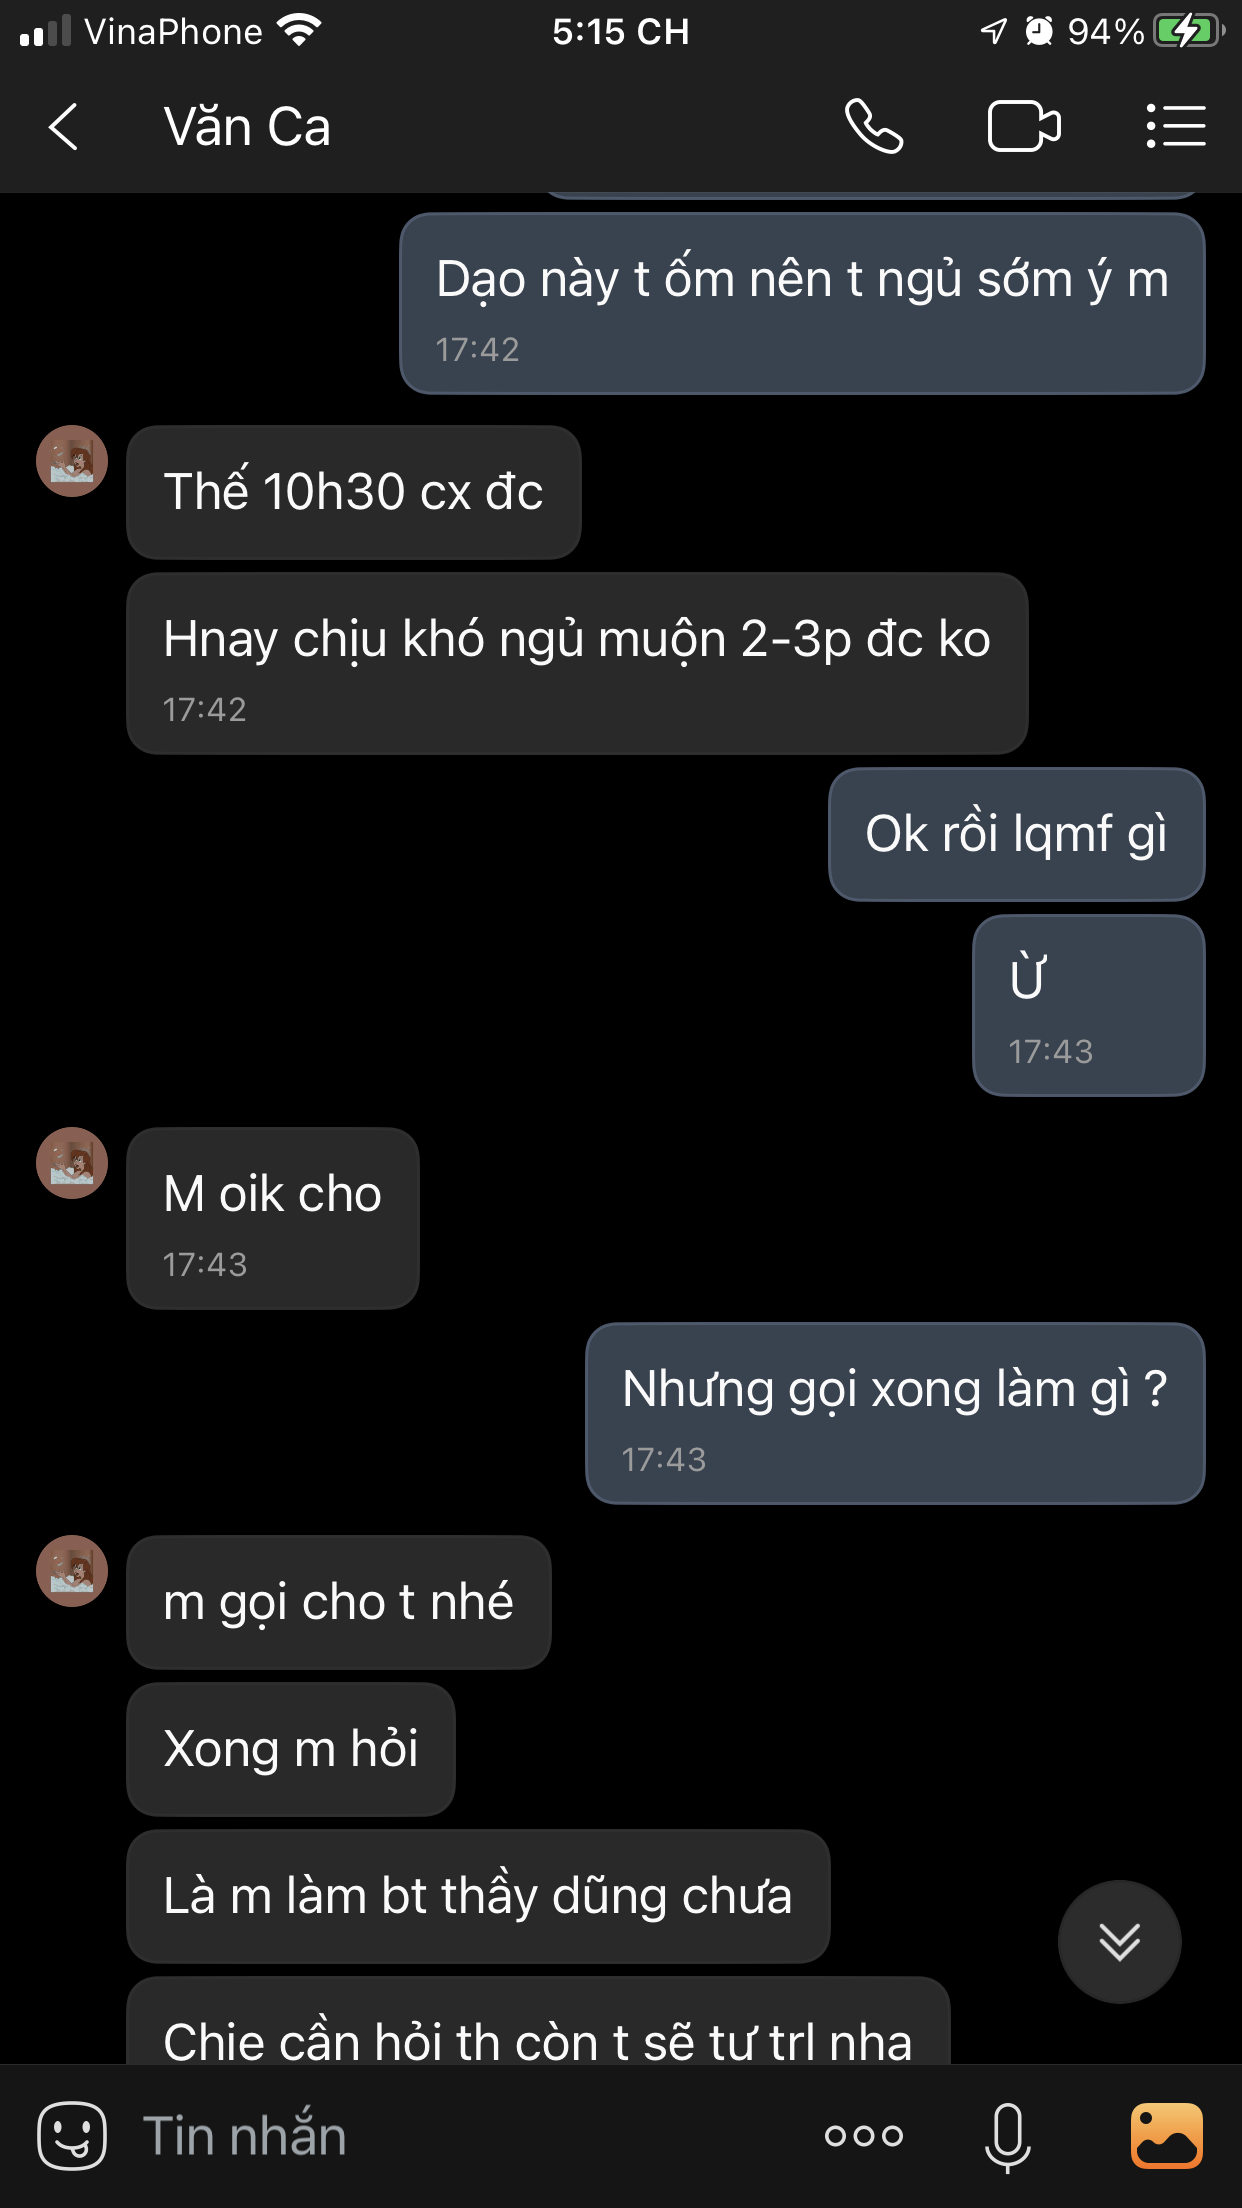 VinaPhone 5:15 CH 94%
Văn Ca
Dạo này t ốm nên t ngủ sớm ý m
17:42
Thế 10h30 cx đc
Hnay chịu khó ngủ muộn 2-3p đc ko
17:42
Ok rồi lqmf gì
Ừ
17:43
M oik cho
17:43
Nhưng gọi xong làm gì ?
17:43
m gọi cho t nhé
Xong m hỏi
Là m làm bt thầy dũng chưa
Chie cần hỏi th còn t sẽ tư trl nha
Tin nhắn